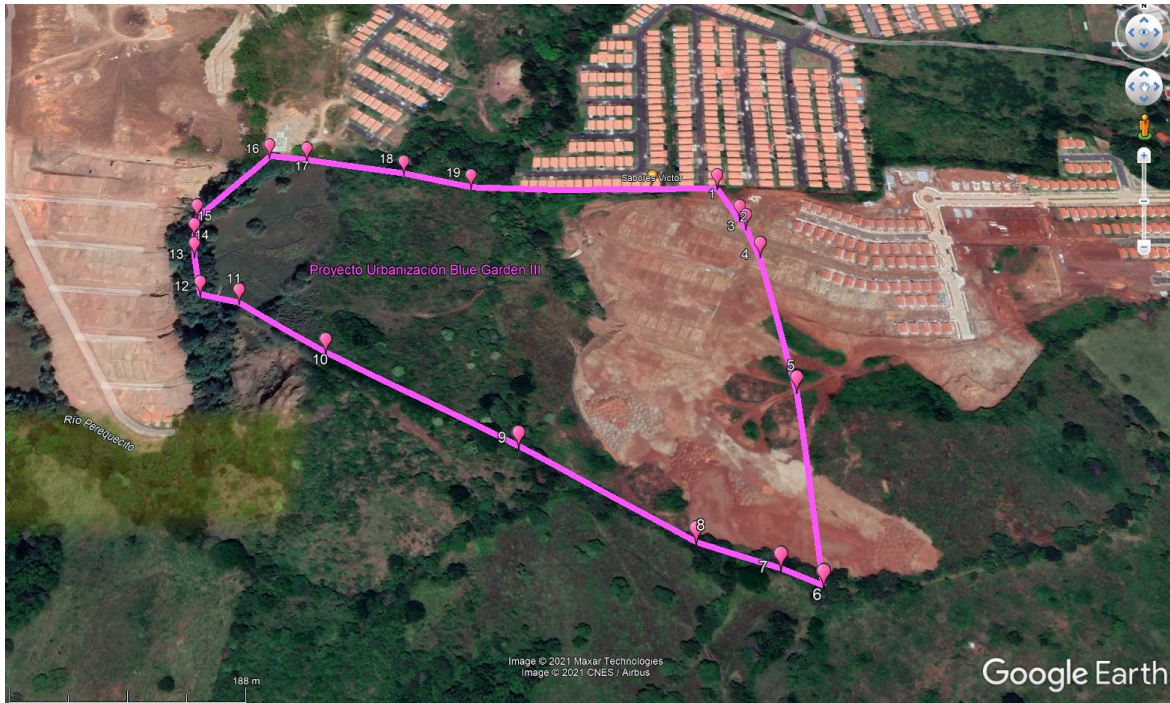 N
16
17
18
19
Sabores Victor
1
15
2
14
3
13
4
Proyecto Urbanización Blue Garden III
12
11
10
5
Río Perequecito
9
8
7
6
Image © 2021 Maxar Technologies
Image © 2021 CNES / Airbus
Google Earth
188 m